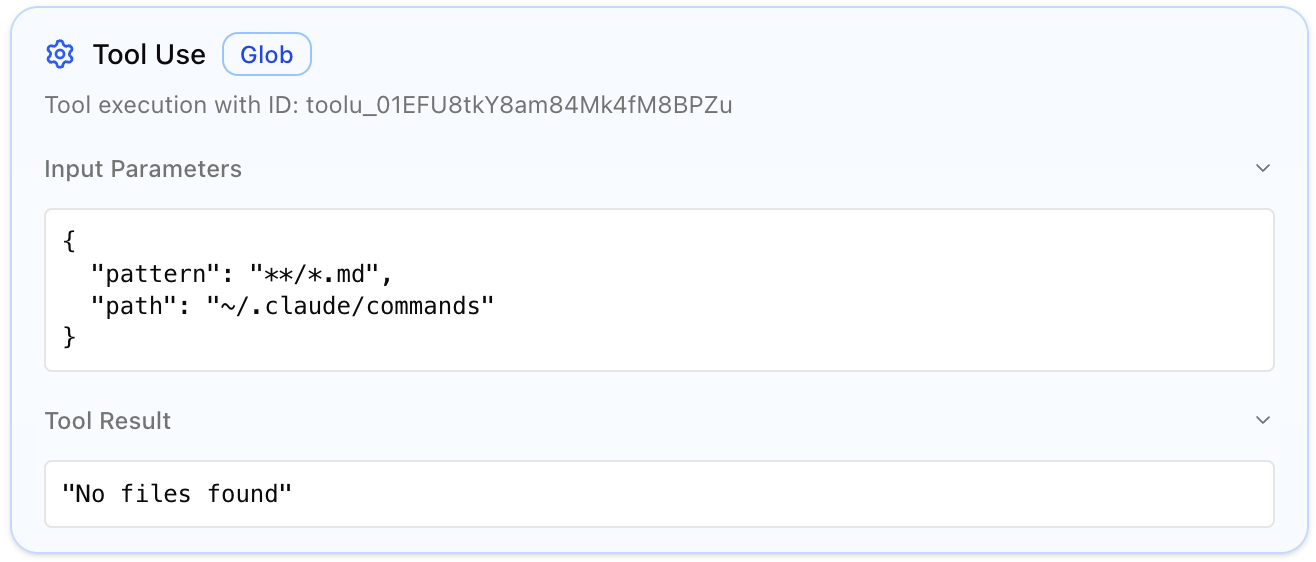 Tool Use Glob
Tool execution with ID: toolu_01EFU8tkY8am84Mk4fM8BPZu
Input Parameters
{
  "pattern": "**/*.md",
  "path": "~/.claude/commands"
}
Tool Result
"No files found"